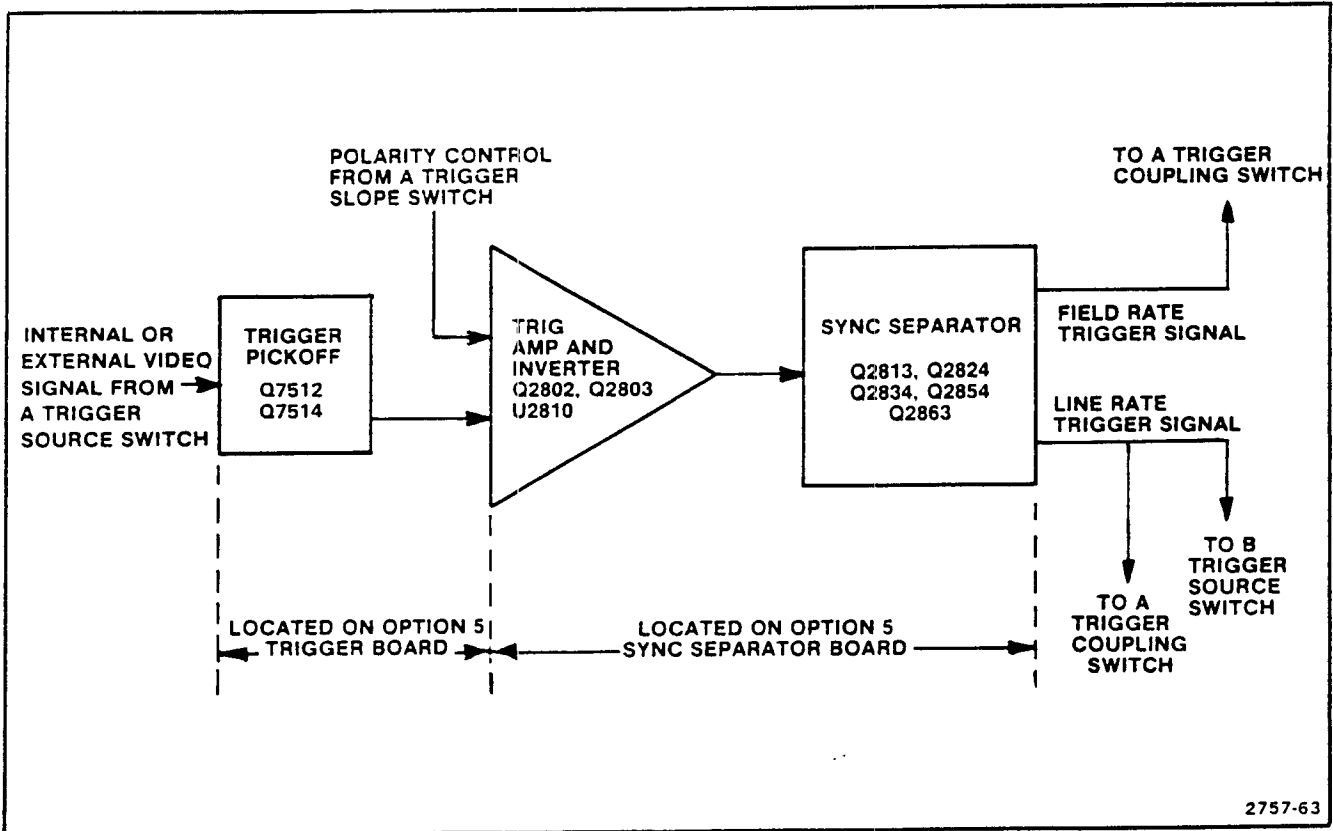 POLARITY CONTROL
FROM A TRIGGER
SLOPE SWITCH
TO A TRIGGER
COUPLING SWITCH
INTERNAL OR
EXTERNAL VIDEO
SIGNAL FROM
A TRIGGER
SOURCE SWITCH
TRIGGER
PICKOFF
Q7512
Q7514
TRIG
AMP AND
INVERTER
Q2802, Q2803
U2810
SYNC SEPARATOR
Q2813, Q2824
Q2834, Q2854
Q2863
FIELD RATE
TRIGGER SIGNAL
LINE RATE
TRIGGER SIGNAL
TO B
TRIGGER
SOURCE
SWITCH
TO A
TRIGGER
COUPLING
SWITCH
LOCATED ON OPTION 5
TRIGGER BOARD
LOCATED ON OPTION 5
SYNC SEPARATOR BOARD
2757-63